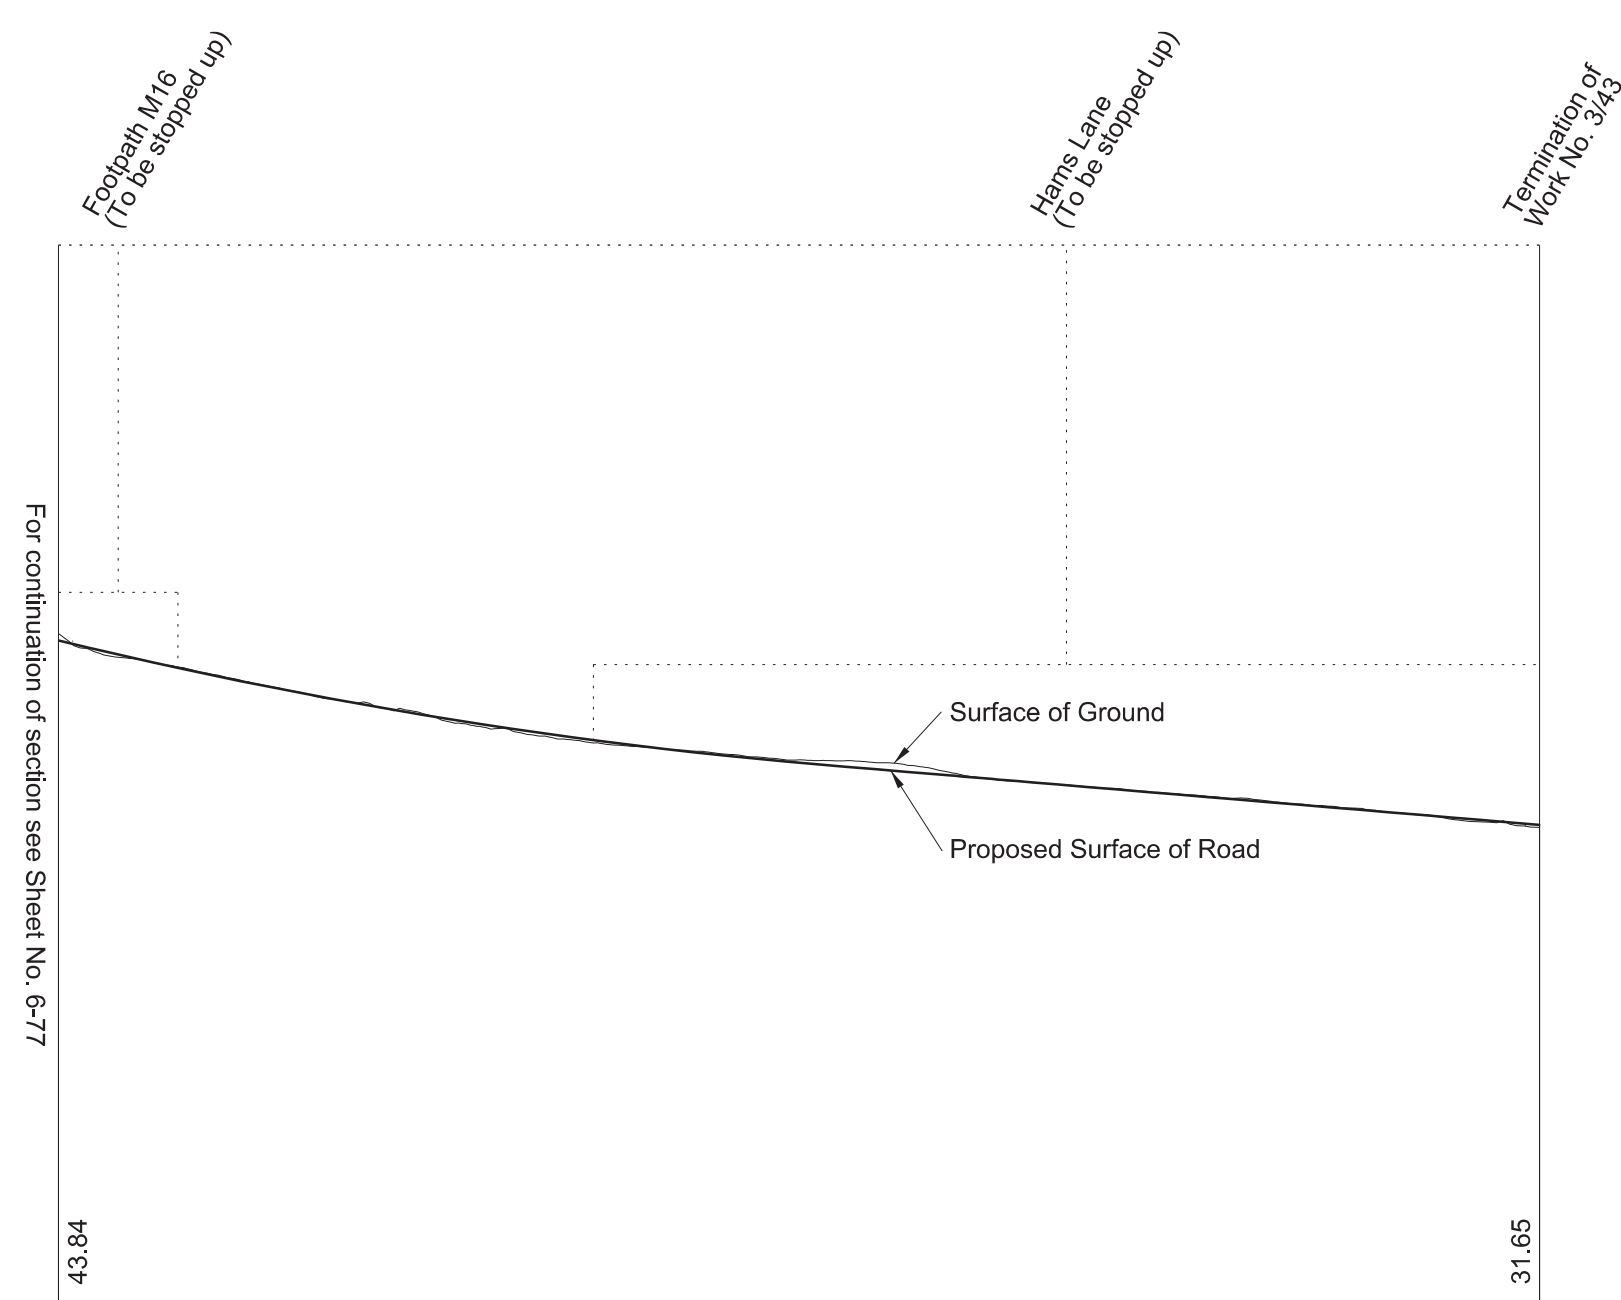 Footpath M16
(To be stopped up)
Hams Lane
(To be stopped up)
Termination of
Work No. 3/43
For continuation of section see Sheet No. 6-77
Surface of Ground
Proposed Surface of Road
43.84
31.65